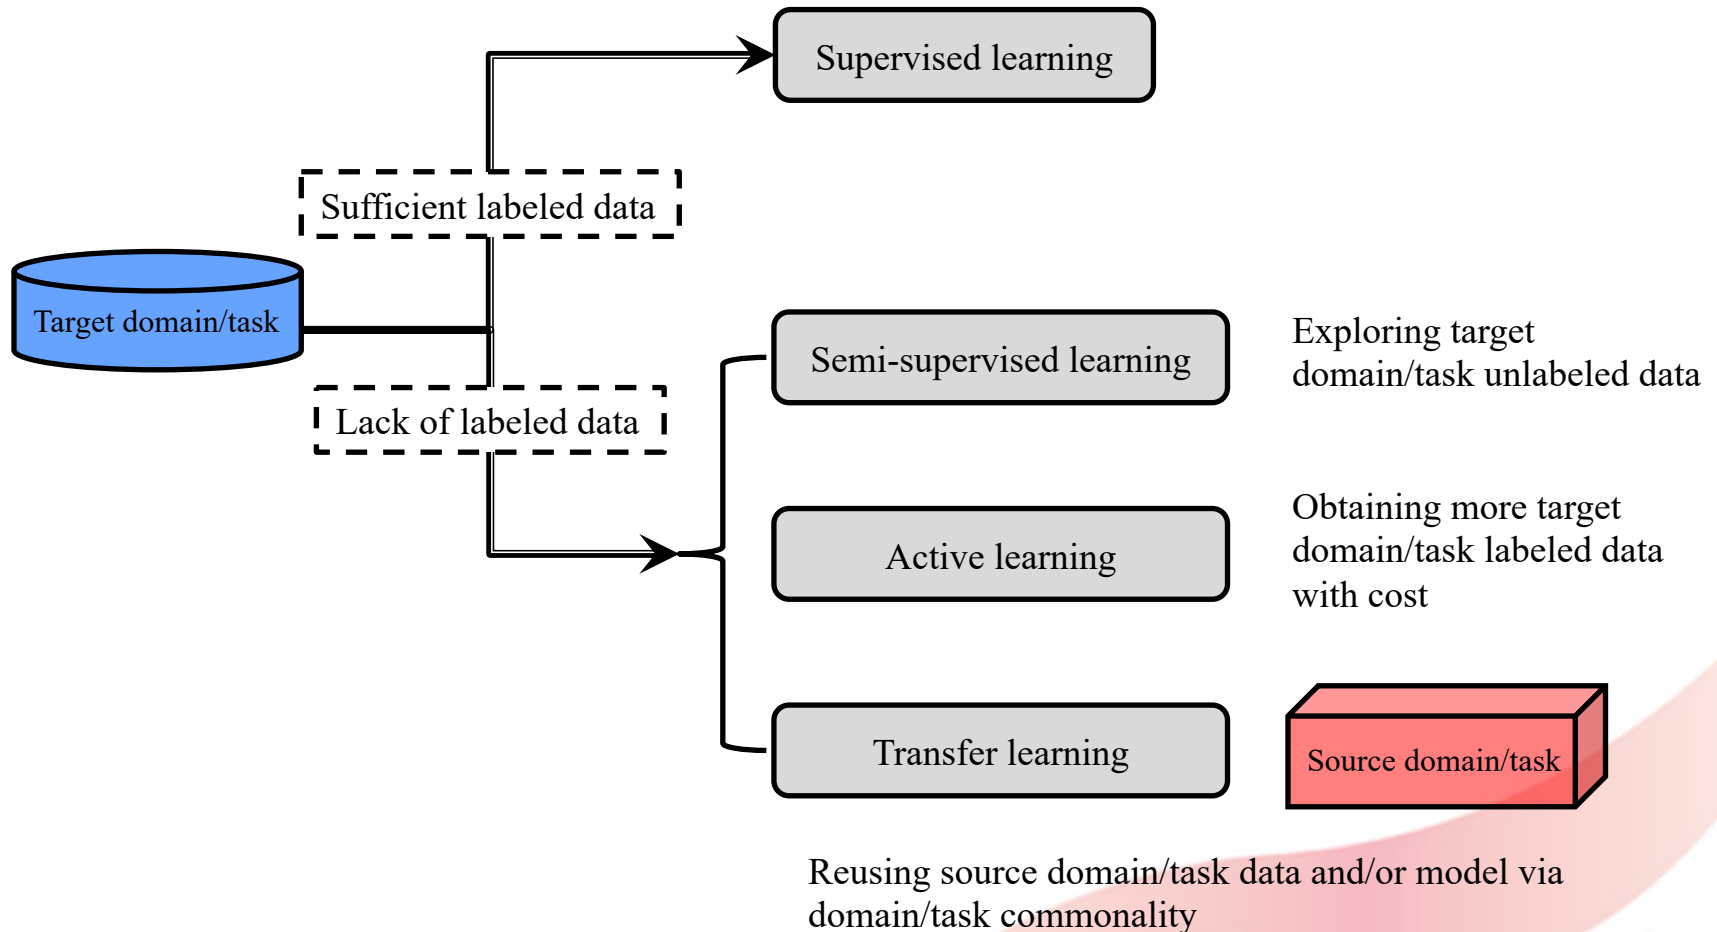 Supervised learning
Sufficient labeled data
Target domain/task
Lack of labeled data
Semi-supervised learning
Exploring target
domain/task unlabeled data
Active learning
Obtaining more target
domain/task labeled data
with cost
Transfer learning
Source domain/task
Reusing source domain/task data and/or model via
domain/task commonality